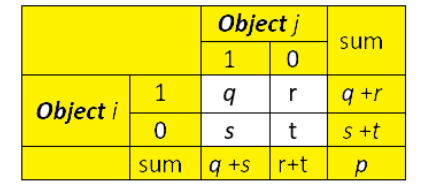 Object j
sum
1 0
Object i
1 q r q +r
0 s t s +t
sum q +s r+t p